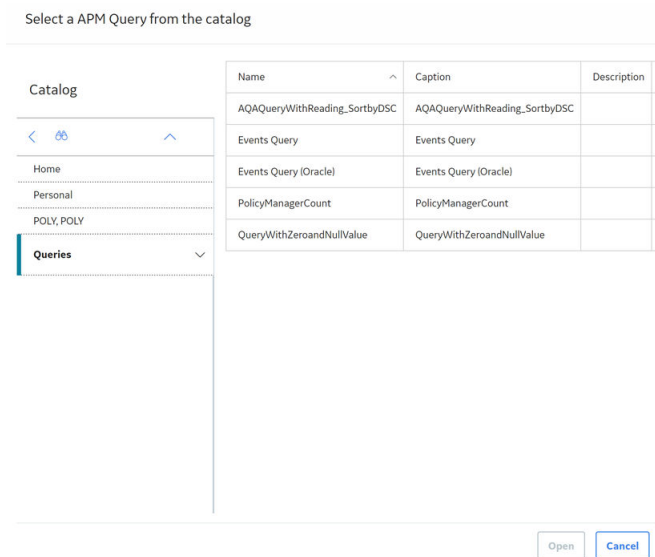 Select a APM Query from the catalog
Catalog
Home
Personal
POLY, POLY
Queries
Name Caption Description
AQAQueryWithReading_SortbyDSC AQAQueryWithReading_SortbyDSC
Events Query Events Query
Events Query (Oracle) Events Query (Oracle)
PolicyManagerCount PolicyManagerCount
QueryWithZeroandNullValue QueryWithZeroandNullValue
Open Cancel